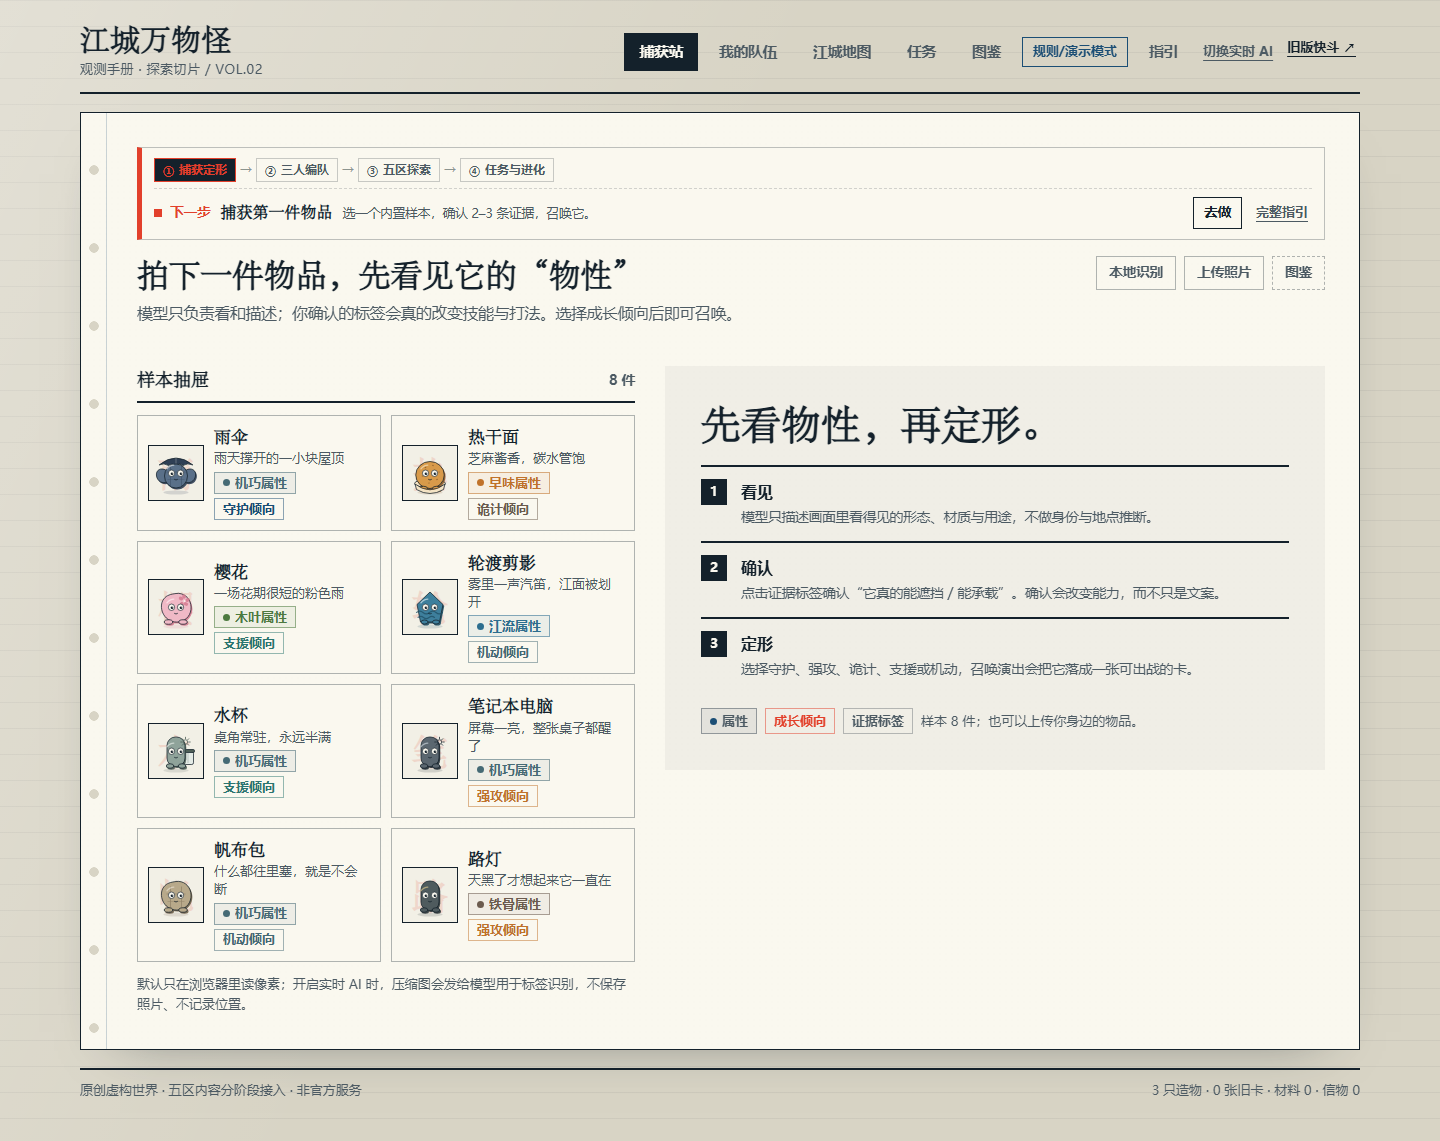 江城万物怪
观测手册 · 探索切片 / VOL.02
捕获站
我的队伍
江城地图
任务
图鉴
规则/演示模式
指引
切换实时 AI
旧版快斗 ↗
① 捕获定形 → ② 三人编队 → ③ 五区探索 → ④ 任务与进化
下一步 捕获第一件物品 选一个内置样本，确认 2–3 条证据，召唤它。
去做
完整指引
拍下一件物品，先看见它的“物性”
本地识别
上传照片
图鉴
模型只负责看和描述；你确认的标签会真的改变技能与打法。选择成长倾向后即可召唤。
样本抽屉
8 件
雨伞
雨天撑开的一小块屋顶
机巧属性
守护倾向
热干面
芝麻酱香，碳水管饱
早味属性
诡计倾向
樱花
一场花期很短的粉色雨
木叶属性
支援倾向
轮渡剪影
雾里一声汽笛，江面被划
开
江流属性
机动倾向
水杯
桌角常驻，永远半满
机巧属性
支援倾向
笔记本电脑
屏幕一亮，整张桌子都醒
了
机巧属性
强攻倾向
帆布包
什么都往里塞，就是不会
断
机巧属性
机动倾向
路灯
天黑了才想起来它一直在
铁骨属性
强攻倾向
默认只在浏览器里读像素；开启实时 AI 时，压缩图会发给模型用于标签识别，不保存
照片、不记录位置。
先看物性，再定形。
1 看见
模型只描述画面里看得见的形态、材质与用途，不做身份与地点推断。
2 确认
点击证据标签确认“它真的能遮挡 / 能承载”。确认会改变能力，而不只是文案。
3 定形
选择守护、强攻、诡计、支援或机动，召唤演出会把它落成一张可出战的卡。
属性 成长倾向 证据标签 样本 8 件；也可以上传你身边的物品。
原创虚构世界 · 五区内容分阶段接入 · 非官方服务
3 只造物 · 0 张旧卡 · 材料 0 · 信物 0